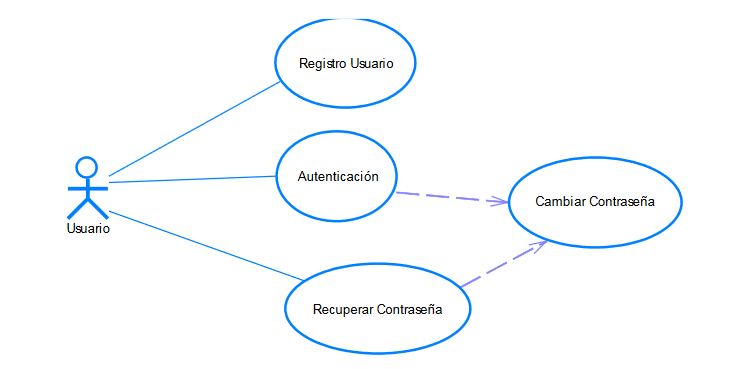 Registro Usuario
Autenticación
Cambiar Contraseña
Usuario
Recuperar Contraseña